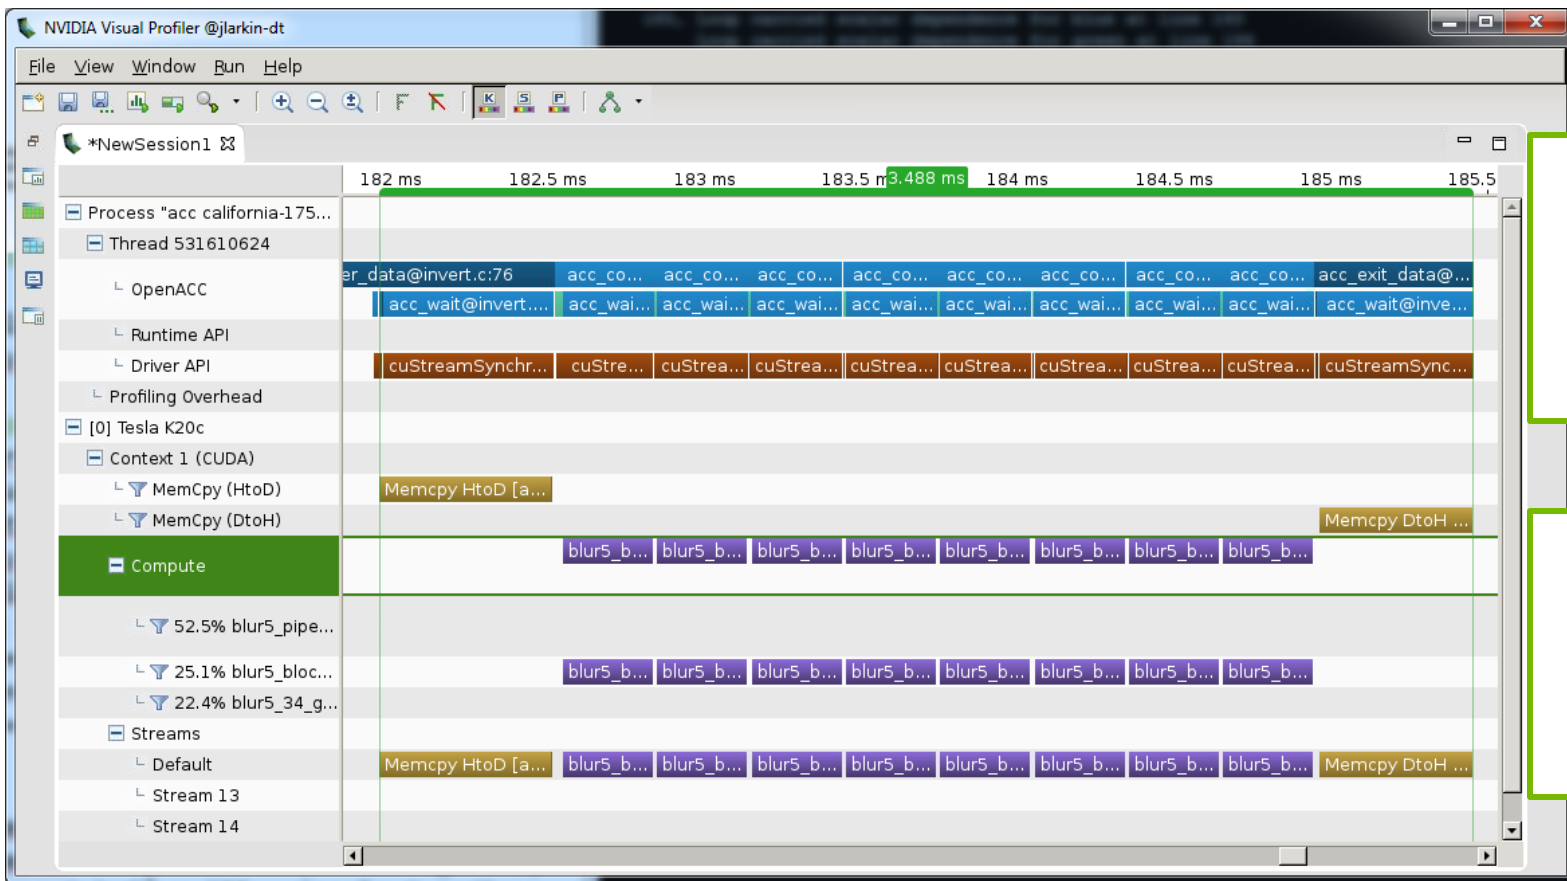 NVIDIA Visual Profiler @jlarkin-dt
File View Window Run Help
*NewSession1
182 ms 182.5 ms 183 ms 183.5 m 3.488 ms 184 ms 184.5 ms 185 ms 185.5
Process "acc california-175...
Thread 531610624
OpenACC
er_data@invert.c:76 acc_co... acc_co... acc_co... acc_co... acc_co... acc_co... acc_co... acc_co... acc_exit_data@...
acc_wait@invert.... acc_wai... acc_wai... acc_wai... acc_wai... acc_wai... acc_wai... acc_wai... acc_wai... acc_wait@inve...
Runtime API
Driver API cuStreamSynchr... cuStre... cuStrea... cuStrea... cuStrea... cuStrea... cuStrea... cuStrea... cuStrea... cuStreamSync...
Profiling Overhead
[0] Tesla K20c
Context 1 (CUDA)
MemCpy (HtoD) Memcpy HtoD [a...
MemCpy (DtoH) Memcpy DtoH ...
Compute blur5_b... blur5_b... blur5_b... blur5_b... blur5_b... blur5_b... blur5_b... blur5_b...
52.5% blur5_pipe...
25.1% blur5_bloc... blur5_b... blur5_b... blur5_b... blur5_b... blur5_b... blur5_b... blur5_b... blur5_b...
22.4% blur5_34_g...
Streams
Default Memcpy HtoD [a... blur5_b... blur5_b... blur5_b... blur5_b... blur5_b... blur5_b... blur5_b... blur5_b... Memcpy DtoH ...
Stream 13
Stream 14